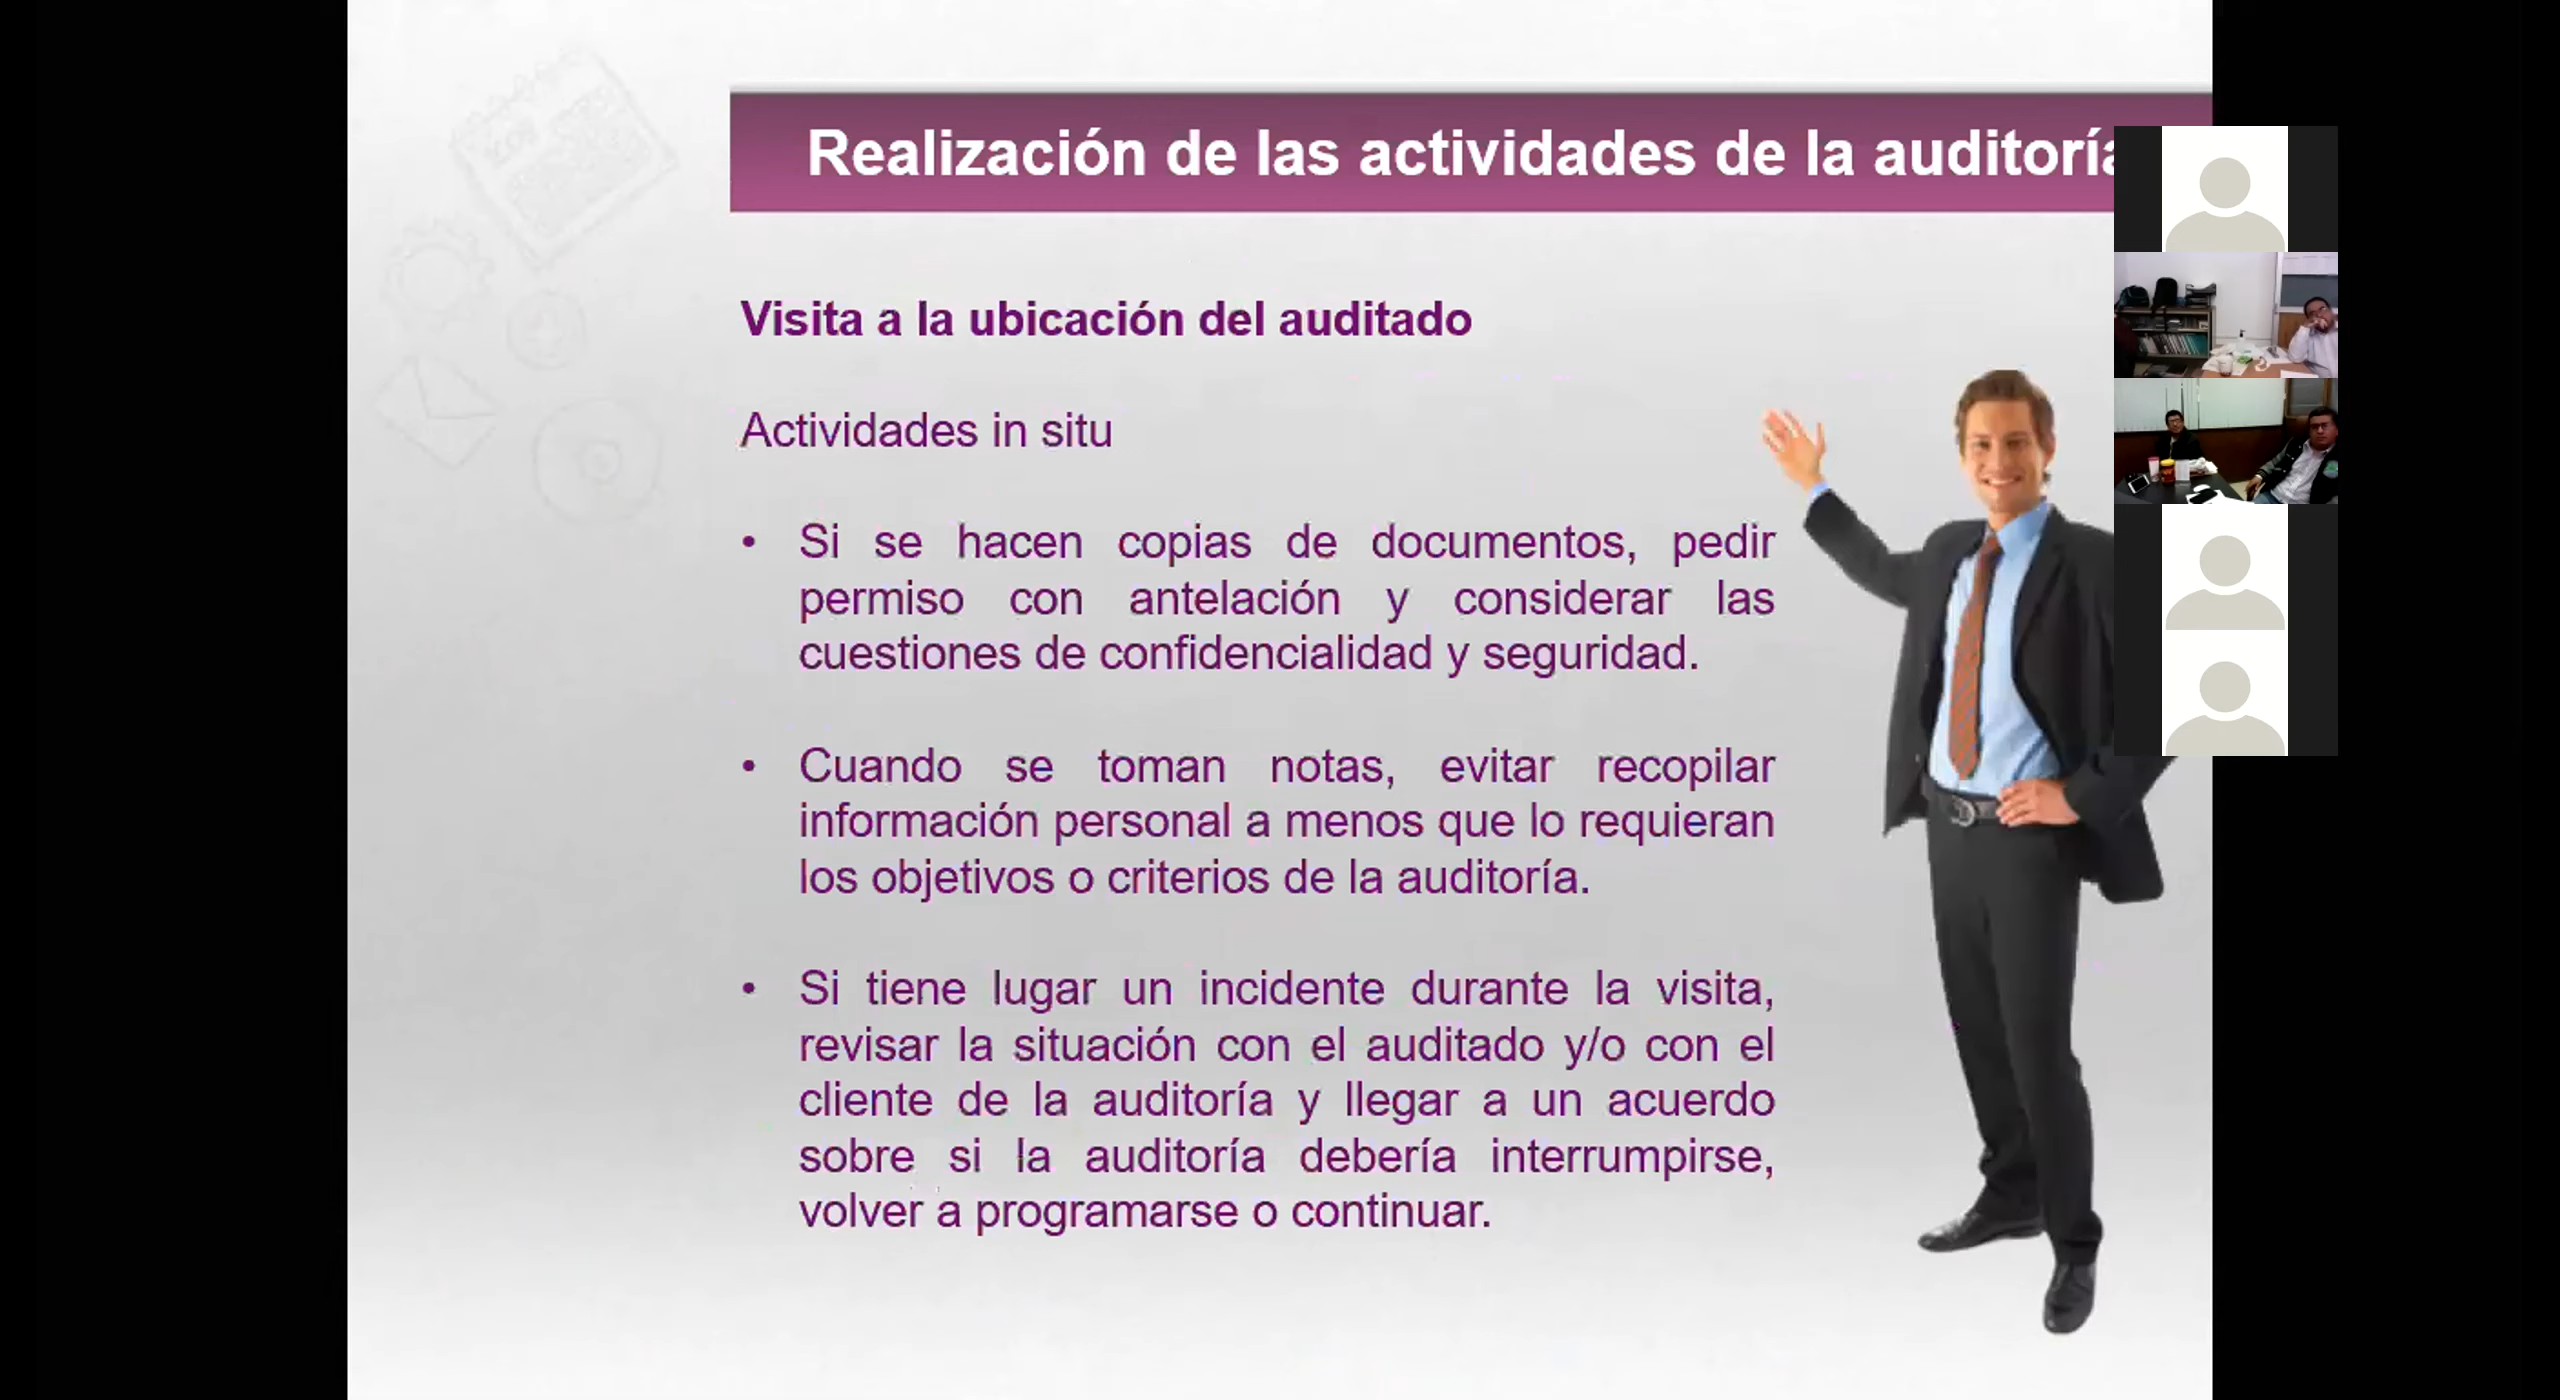 Realización de las actividades de la auditoría
Visita a la ubicación del auditado
Actividades in situ
• Si se hacen copias de documentos, pedir
permiso con antelación y considerar las
cuestiones de confidencialidad y seguridad.
• Cuando se toman notas, evitar recopilar
información personal a menos que lo requieran
los objetivos o criterios de la auditoría.
• Si tiene lugar un incidente durante la visita,
revisar la situación con el auditado y/o con el
cliente de la auditoría y llegar a un acuerdo
sobre si la auditoría debería interrumpirse,
volver a programarse o continuar.